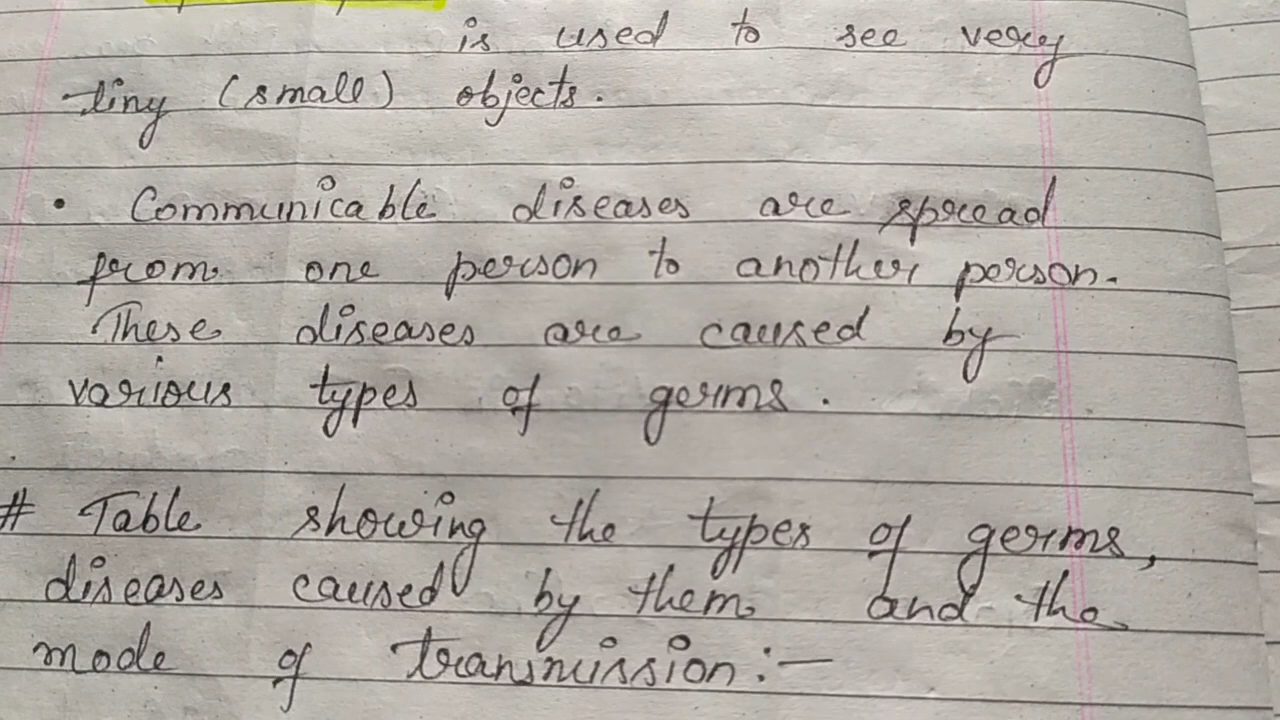 is used to see very
tiny (small) objects.
• Communicable diseases are spread
from one person to another person.
These diseases are caused by
various types of germs.
# Table showing the types of germs,
diseases caused by them and the
mode of transmission:-